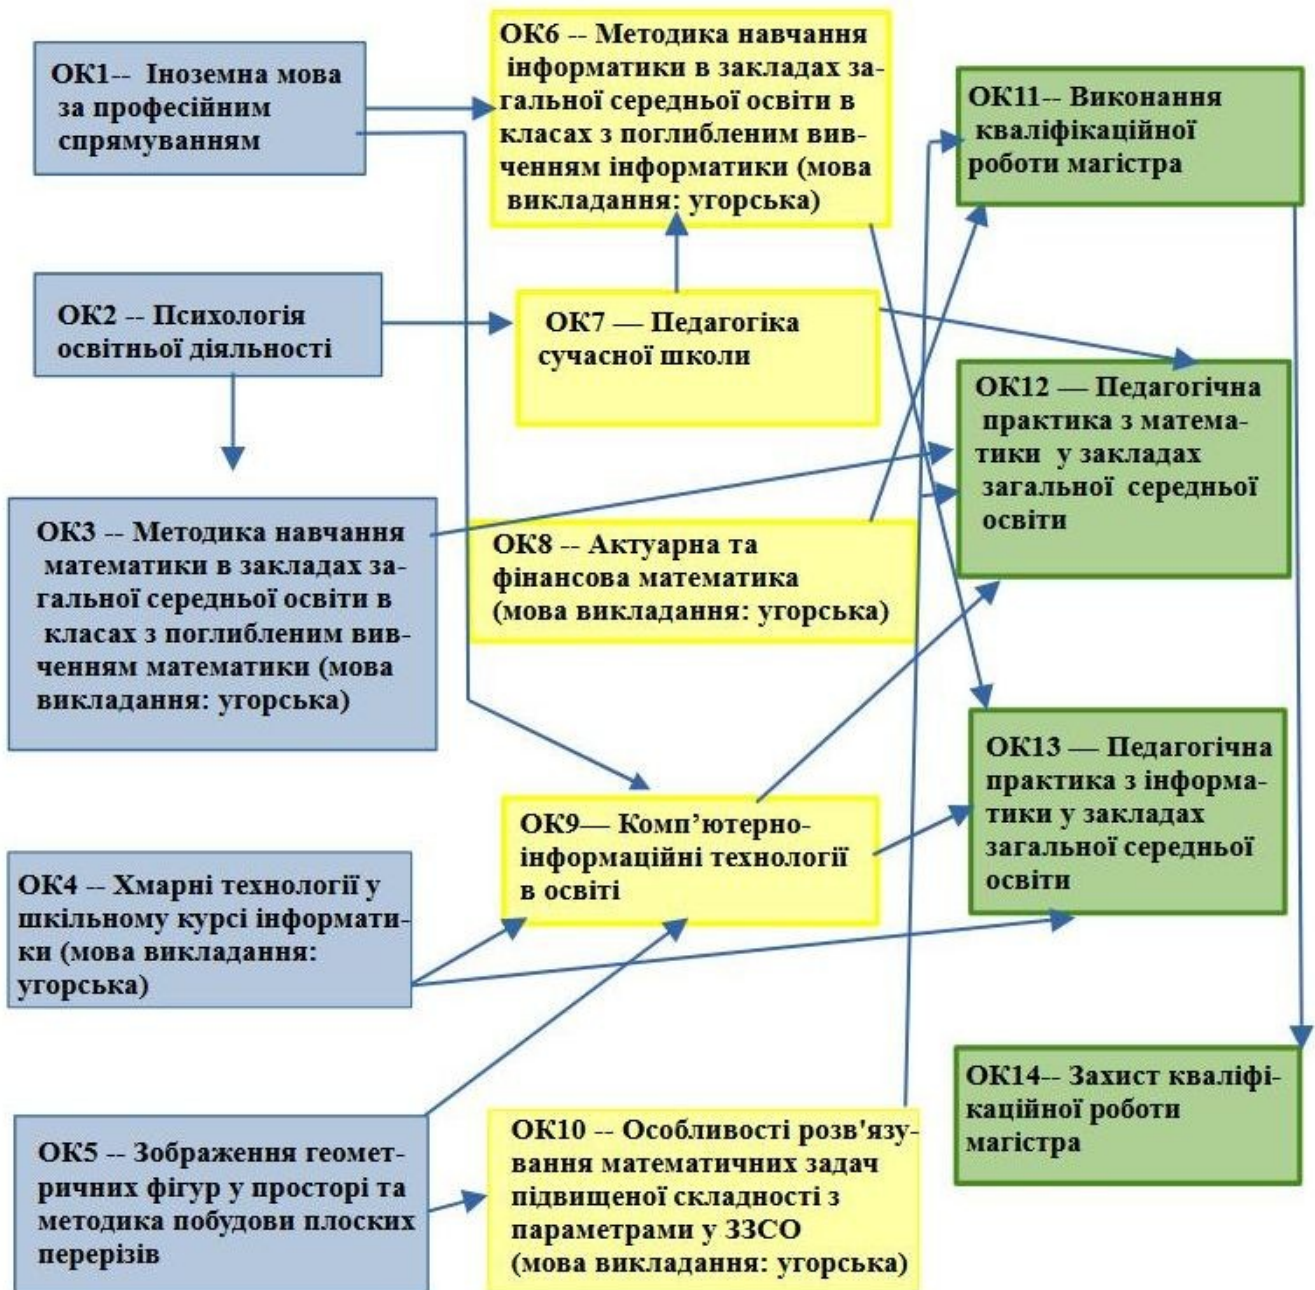 ОК1-- Іноземна мова
за професійним
спрямуванням
ОК2 -- Психологія
освітньої діяльності
ОК3 -- Методика навчання
математики в закладах за-
гальної середньої освіти в
класах з поглибленим вив-
ченням математики (мова
викладання: угорська)
ОК4 -- Хмарні технології у
шкільному курсі інформати-
ки (мова викладання:
угорська)
ОК5 -- Зображення геомет-
ричних фігур у просторі та
методика побудови плоских
перерізів
ОК6 -- Методика навчання
інформатики в закладах за-
гальної середньої освіти в
класах з поглибленим вив-
ченням інформатики (мова
викладання: угорська)
ОК7 — Педагогіка
сучасної школи
ОК8 -- Актуарна та
фінансова математика
(мова викладання: угорська)
ОК9— Комп’ютерно-
інформаційні технології
в освіті
ОК10 -- Особливості розв'язу-
вання математичних задач
підвищеної складності з
параметрами у ЗЗСО
(мова викладання: угорська)
ОК11-- Виконання
кваліфікаційної
роботи магістра
ОК12 — Педагогічна
практика з матема-
тики у закладах
загальної середньої
освіти
ОК13 — Педагогічна
практика з інформа-
тики у закладах
загальної середньої
освіти
ОК14-- Захист кваліфі-
каційної роботи
магістра